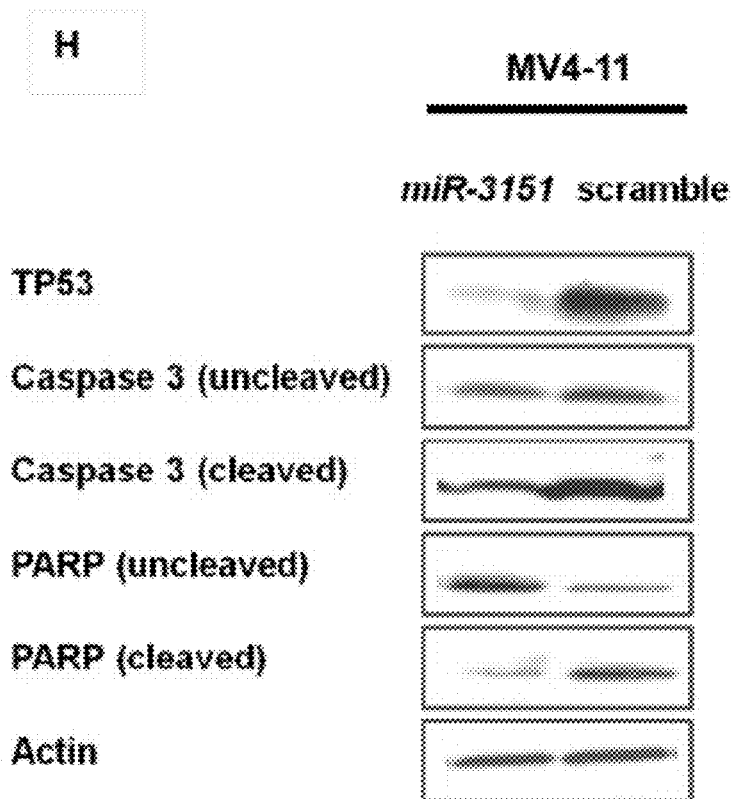 H
MV4-11
miR-3151 scramble
TP53
Caspase 3 (uncleaved)
Caspase 3 (cleaved)
PARP (uncleaved)
PARP (cleaved)
Actin